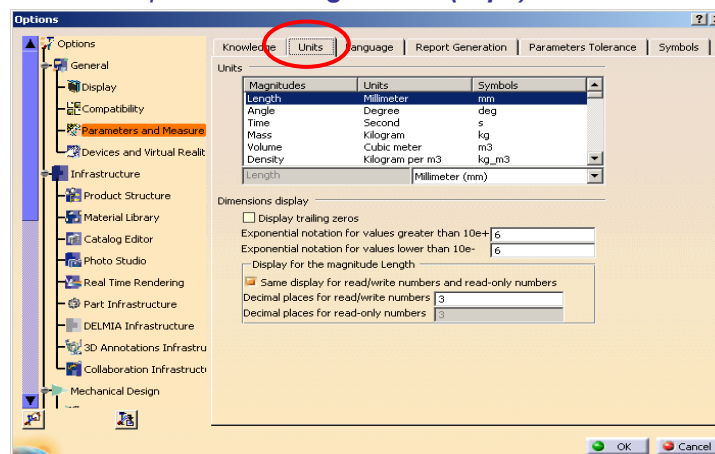 Options
Options
General
Display
Compatibility
Parameters and Measure
Devices and Virtual Realit
Infrastructure
Product Structure
Material Library
Catalog Editor
Photo Studio
Real Time Rendering
Part Infrastructure
DELMIA Infrastructure
3D Annotations Infrastru
Collaboration Infrastructu
Mechanical Design
Knowledge Units Language Report Generation Parameters Tolerance Symbols
Units
Magnitudes Units Symbols
Length Millimeter mm
Angle Degree deg
Time Second s
Mass Kilogram kg
Volume Cubic meter m3
Density Kilogram per m3 kg_m3
Length Millimeter (mm)
Dimensions display
Display trailing zeros
Exponential notation for values greater than 10e+ 6
Exponential notation for values lower than 10e- 6
Display for the magnitude Length
Same display for read/write numbers and read-only numbers
Decimal places for read/write numbers 3
Decimal places for read-only numbers 3
OK Cancel